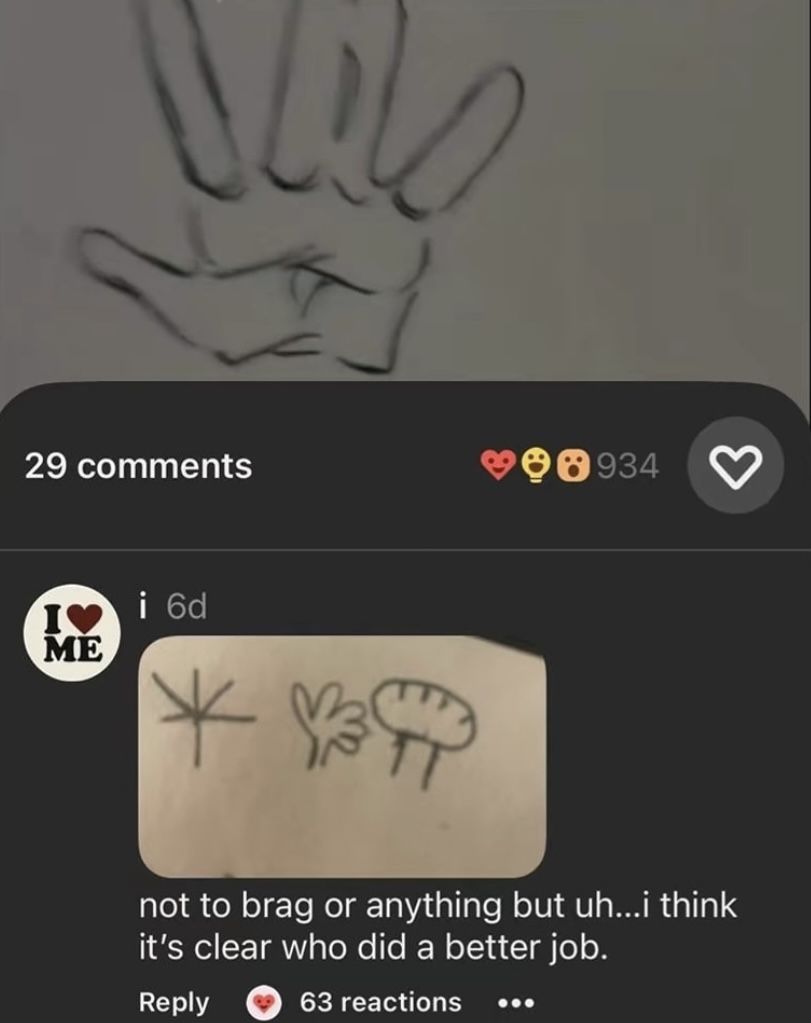 29 comments
934
I ❤ ME
i 6d
not to brag or anything but uh...i think
it's clear who did a better job.
Reply 63 reactions •••